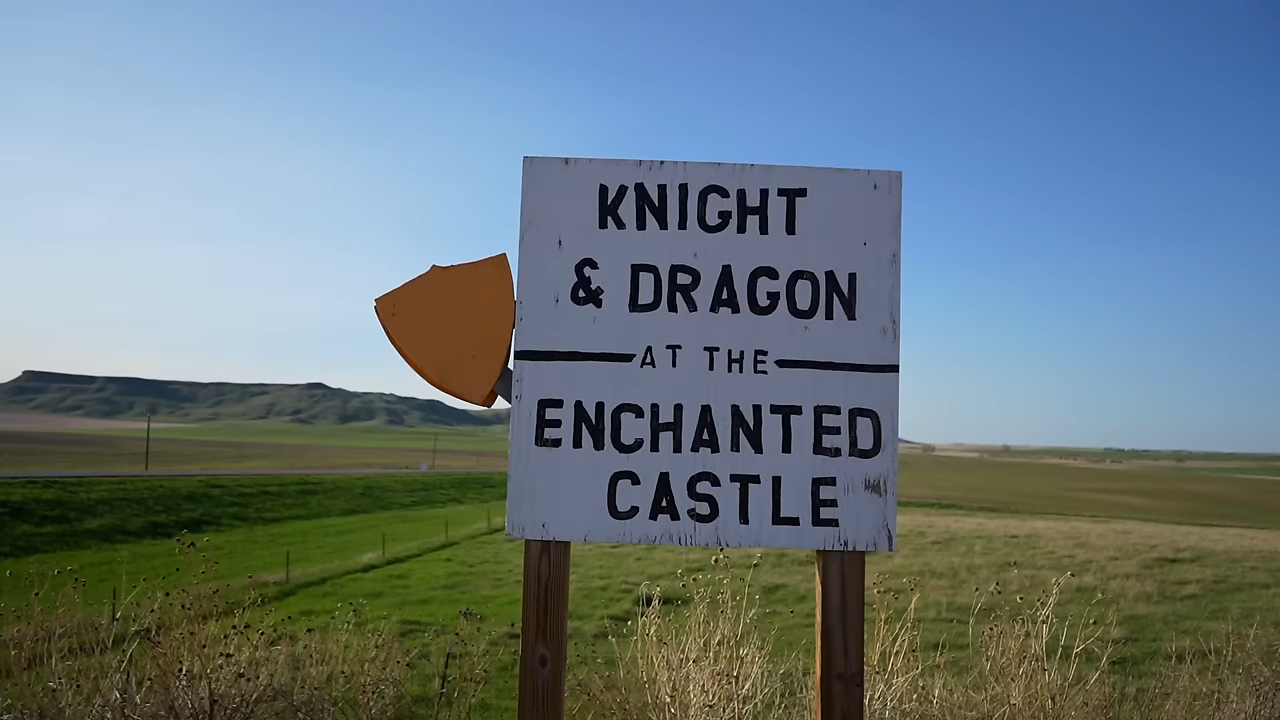 KNIGHT
& DRAGON
AT THE
ENCHANTED
CASTLE